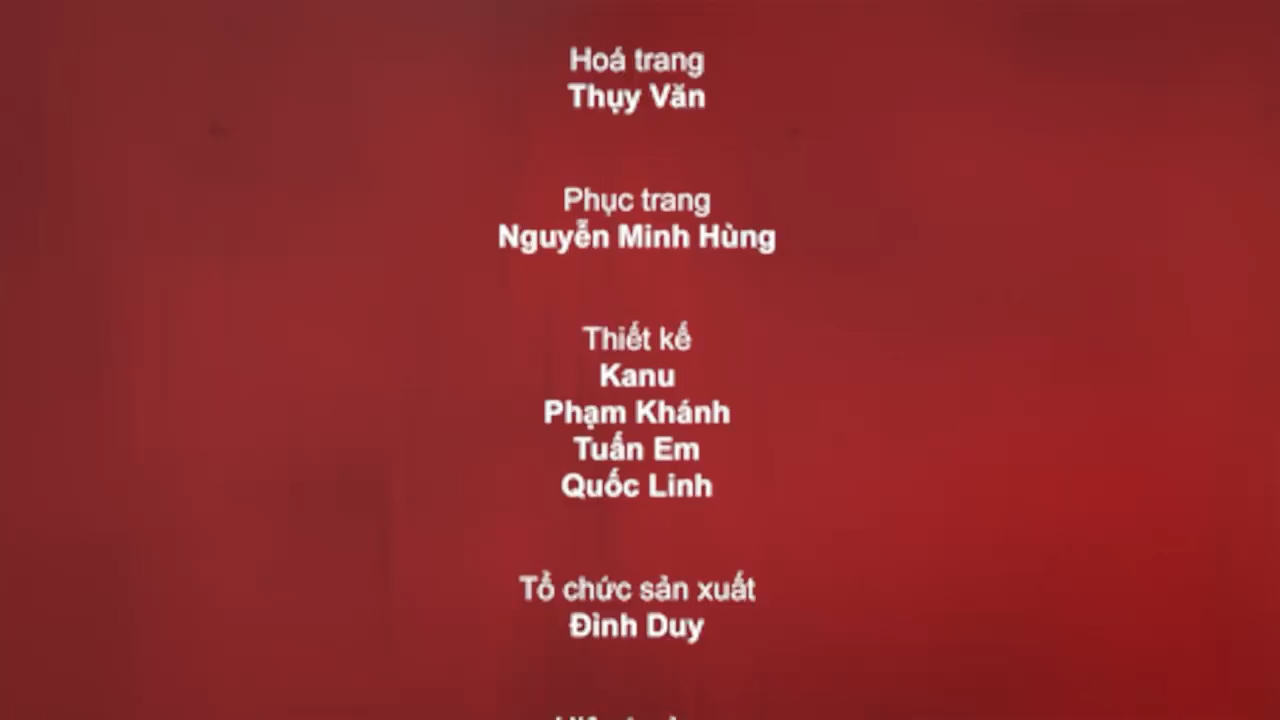 Hoá trang
Thụy Văn
Phục trang
Nguyễn Minh Hùng
Thiết kế
Kanu
Phạm Khánh
Tuấn Em
Quốc Linh
Tổ chức sản xuất
Đình Duy